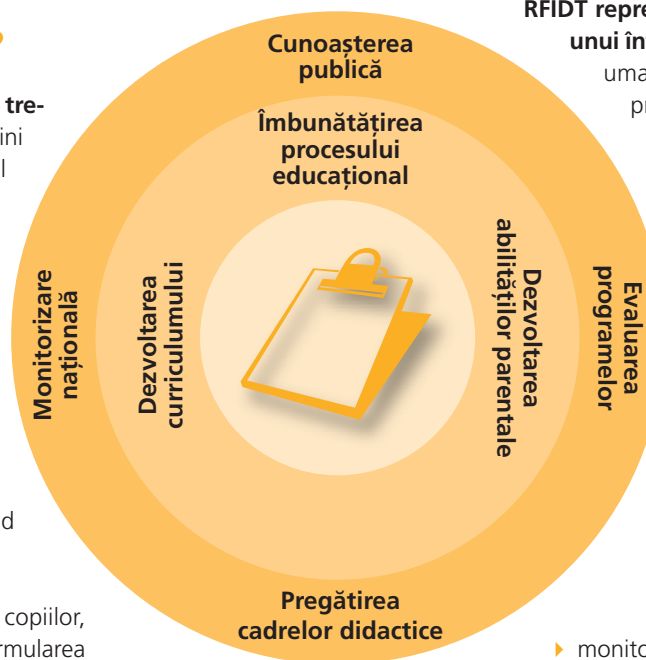 RFIDT repre
unui în
uma
pr
tre-
ini
l
Cunoașterea
publică
Îmbunătățirea
procesului
educațional
Monitorizare
națională
Dezvoltarea
curriculumului
Dezvoltarea
abilităților parentale
Evaluarea
programelor
Pregătirea
cadrelor didactice
d
copiilor,
rmularea
monito